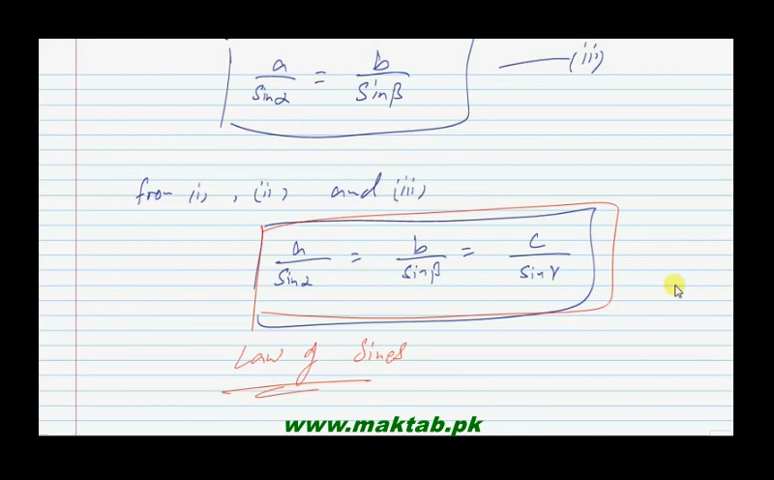 a/sinα = b/sinβ —(iii)
from (i), (ii) and (iii)
a/sinα = b/sinβ = c/sinγ
Law of Sines
www.maktab.pk